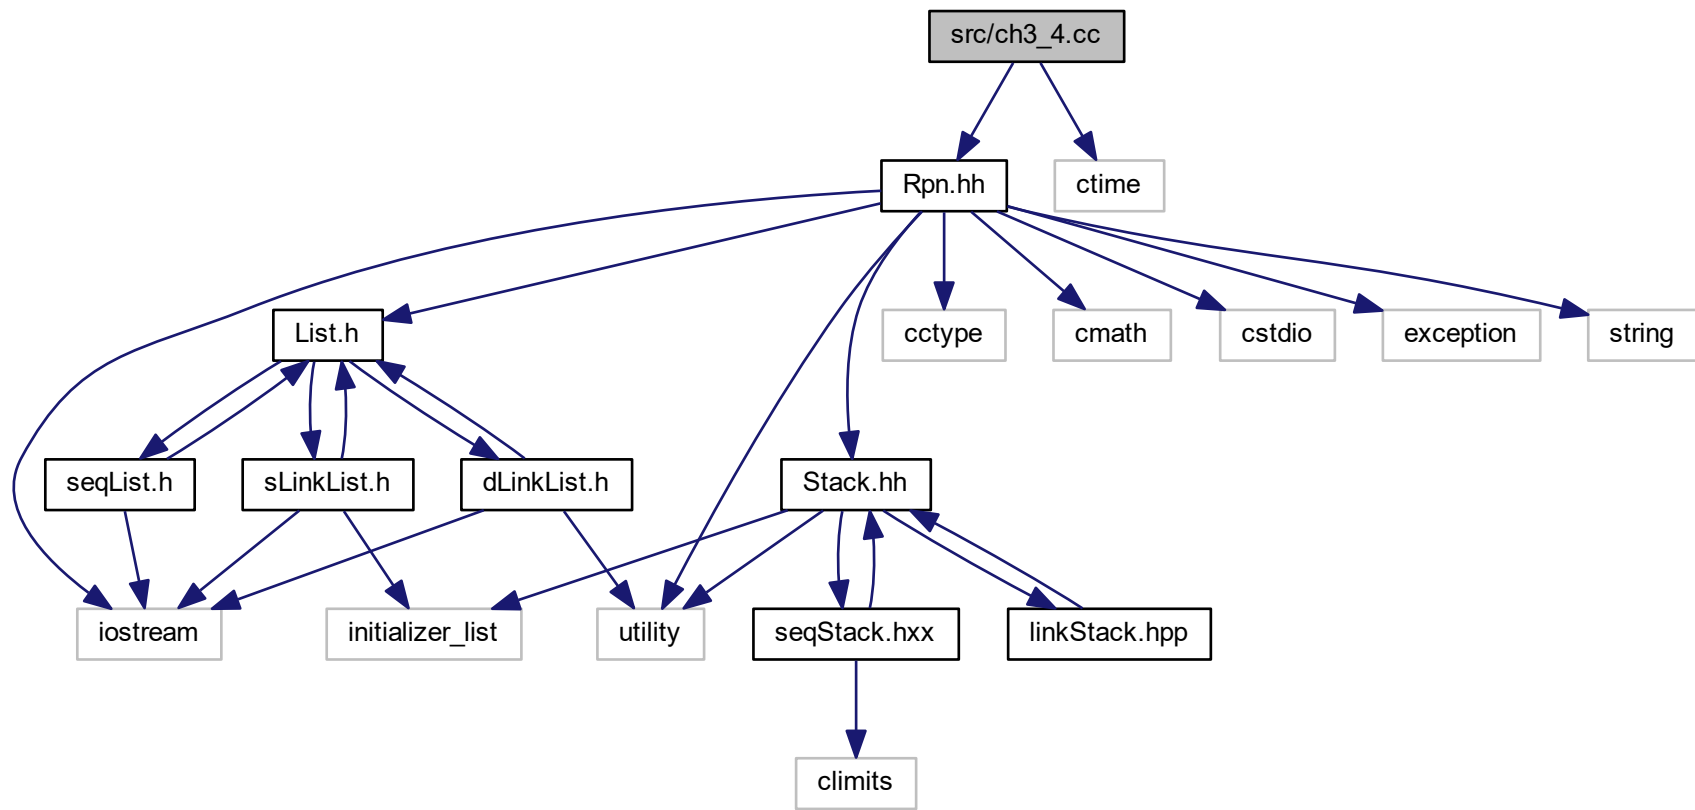 src/ch3_4.cc
Rpn.hh
ctime
List.h
cctype
cmath
cstdio
exception
string
seqList.h
sLinkList.h
dLinkList.h
Stack.hh
iostream
initializer_list
utility
seqStack.hxx
linkStack.hpp
climits